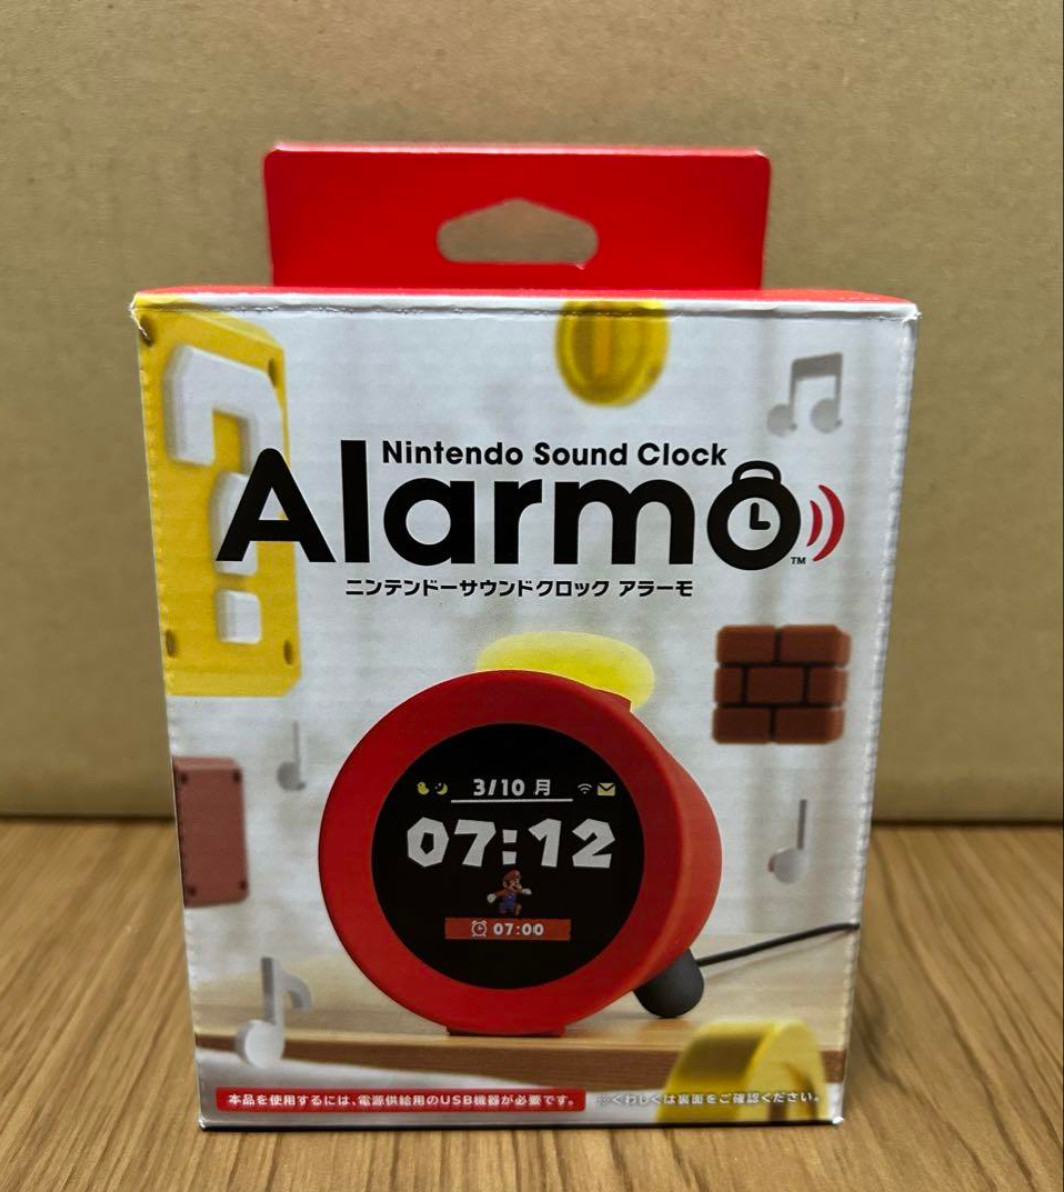 Nintendo Sound Clock
Alarmo™
ニンテンドーサウンドクロック アラーモ
3/10 月
07:12
07:00
本品を使用するには、電源供給用のUSB機器が必要です。 ※くわしくは裏面をご確認ください。